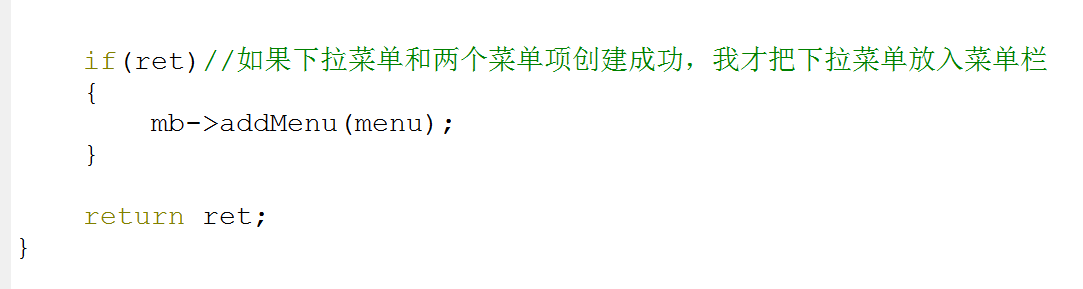 if(ret)//如果下拉菜单和两个菜单项创建成功，我才把下拉菜单放入菜单栏
{
mb->addMenu(menu);
}
return ret;
}